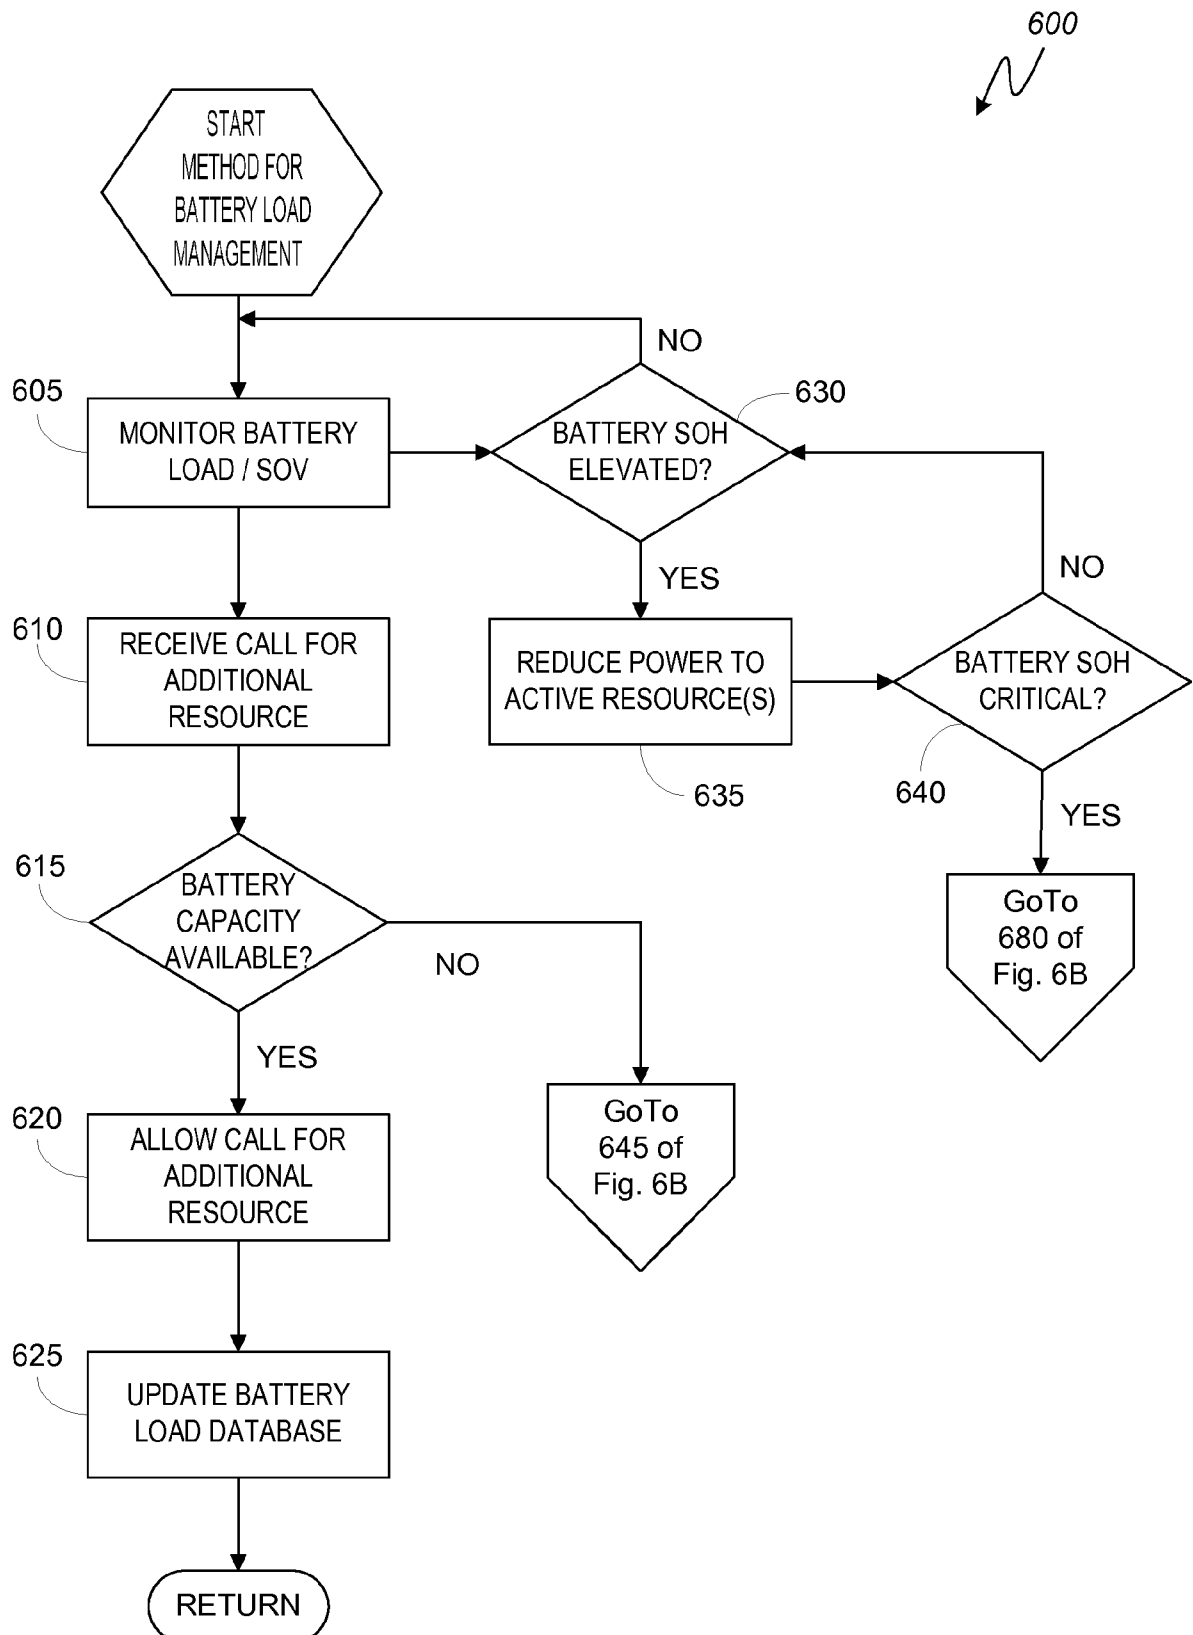 600
START
METHOD FOR
BATTERY LOAD
MANAGEMENT
NO
605
MONITOR BATTERY
LOAD / SOV
630
BATTERY SOH
ELEVATED?
YES
NO
610
RECEIVE CALL FOR
ADDITIONAL
RESOURCE
REDUCE POWER TO
ACTIVE RESOURCE(S)
635
BATTERY SOH
CRITICAL?
640
YES
615
BATTERY
CAPACITY
AVAILABLE?
NO
YES
GoTo
680 of
Fig. 6B
620
ALLOW CALL FOR
ADDITIONAL
RESOURCE
GoTo
645 of
Fig. 6B
625
UPDATE BATTERY
LOAD DATABASE
RETURN